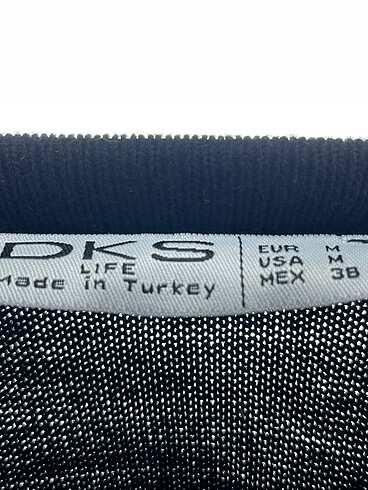 DKS
LIFE
Made in Turkey
EUR M
USA M
MEX 38